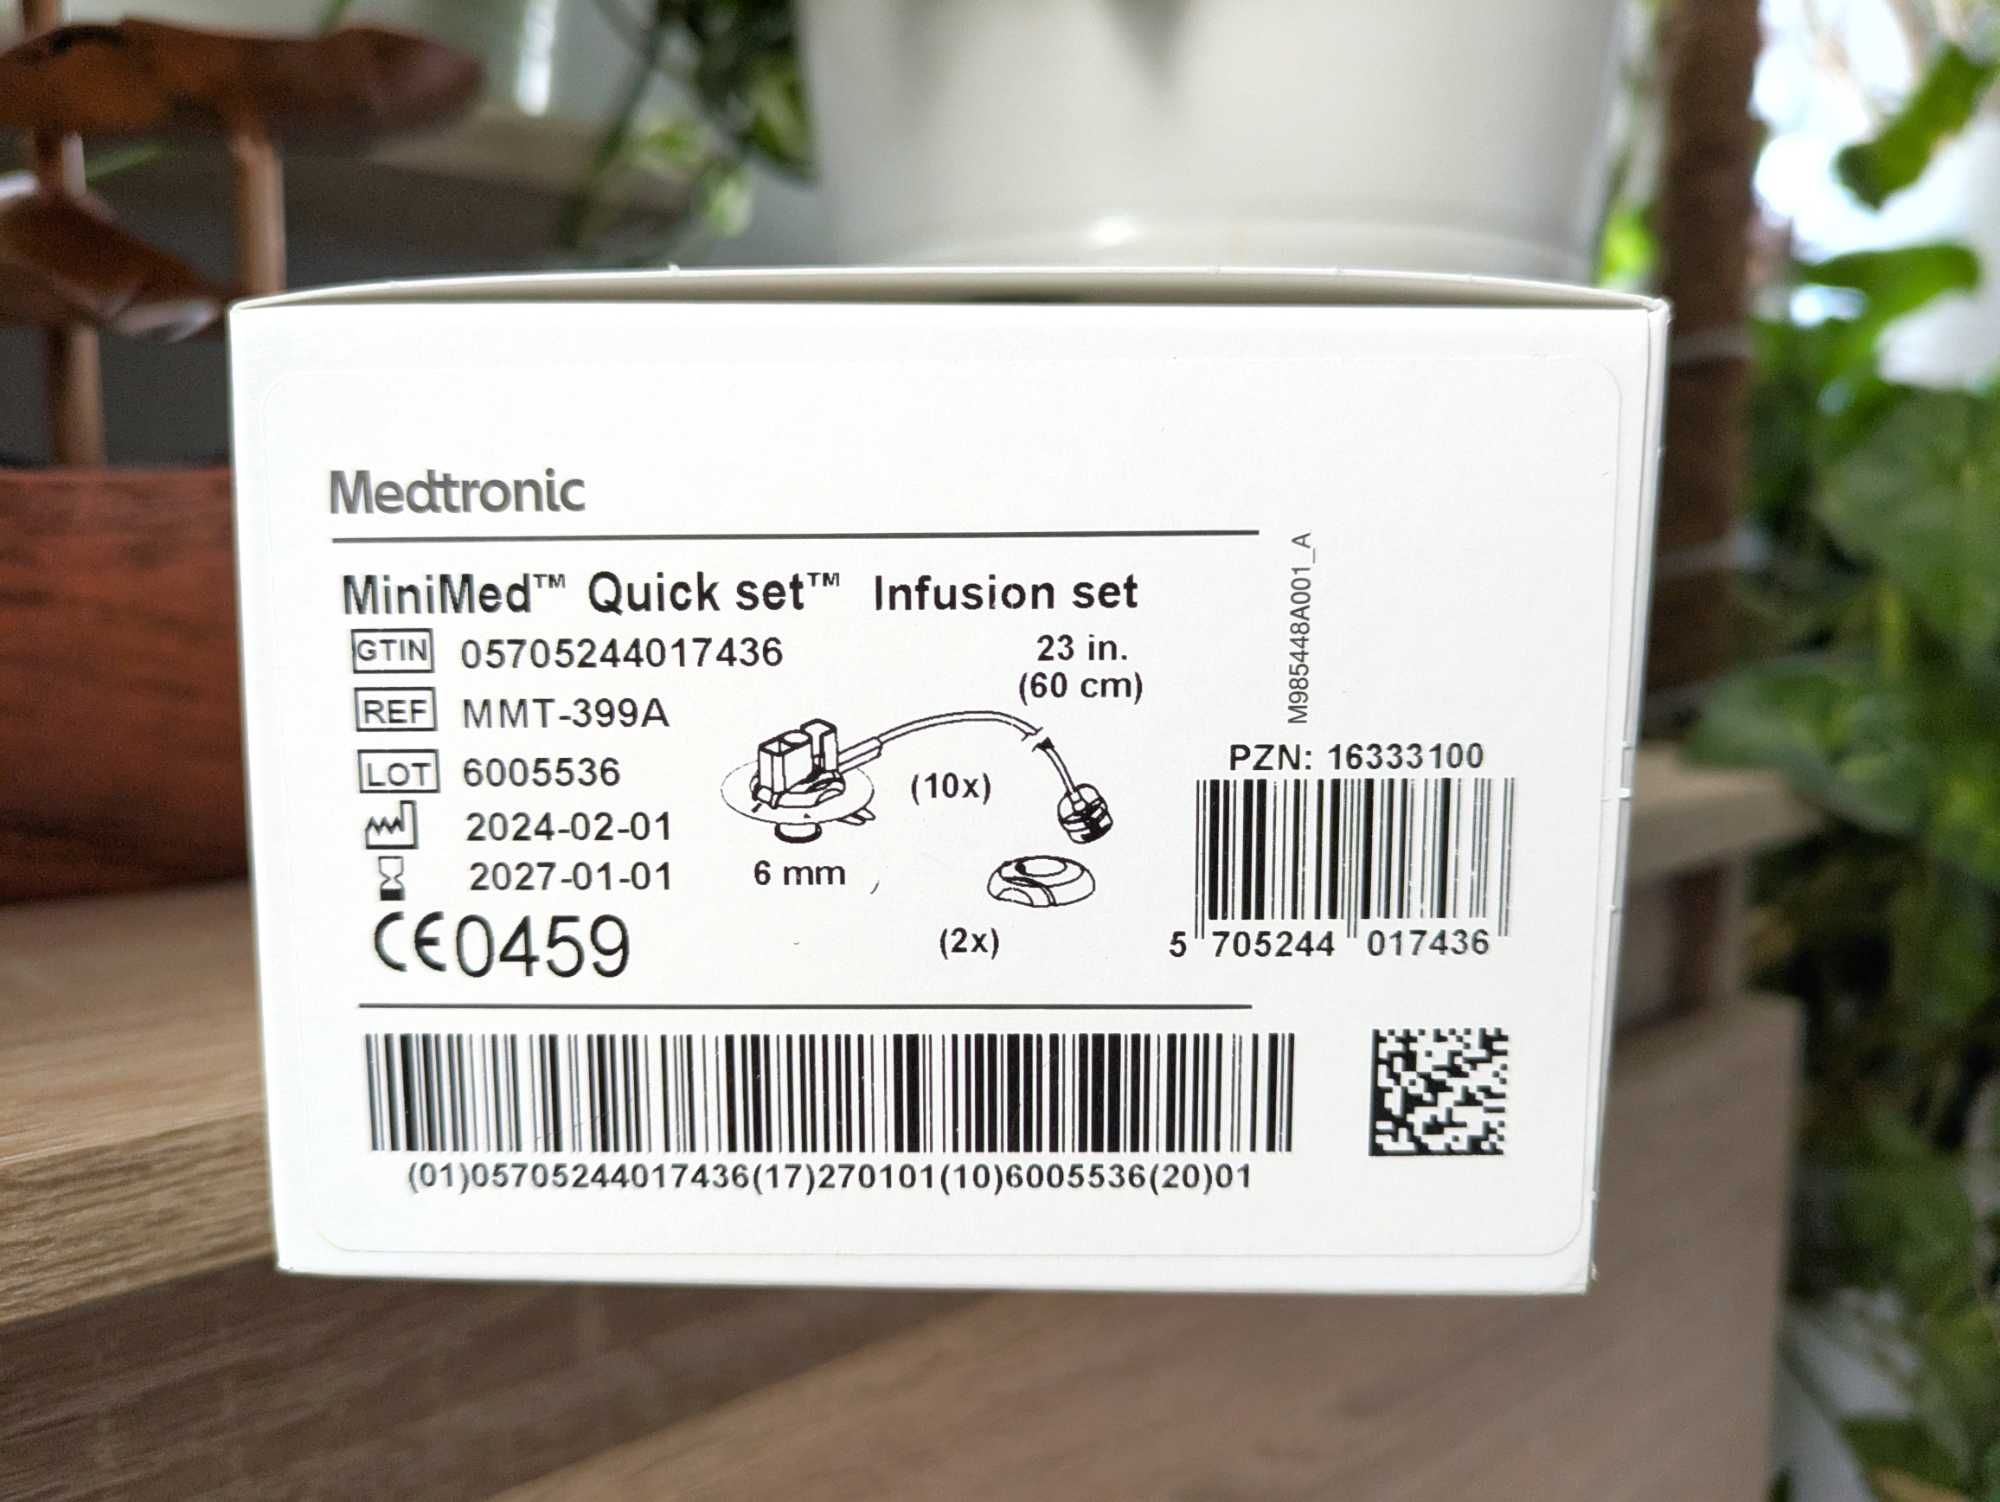 Medtronic
MiniMed™ Quick set™ Infusion set
GTIN 05705244017436
23 in.
(60 cm)
REF MMT-399A
LOT 6005536
(10x)
2024-02-01
2027-01-01
6 mm
CE0459
(2x)
M985448A001_A
PZN: 16333100
5 705244 017436
(01)05705244017436(17)270101(10)6005536(20)01